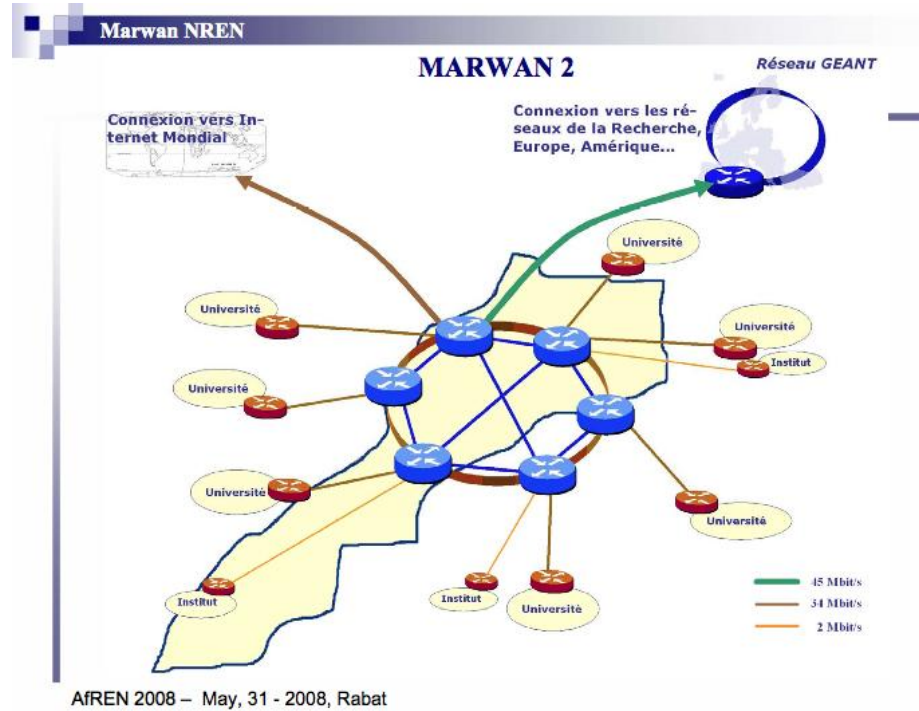 Marwan NREN
MARWAN 2
Réseau GEANT
Connexion vers In-
ternet Mondial
Connexion vers les ré-
seaux de la Recherche,
Europe, Amérique...
Université
Université
Université
Institut
Université
Université
Université
Institut
Institut
Université
45 Mbit/s
34 Mbit/s
2 Mbit/s
AfREN 2008 – May, 31 - 2008, Rabat